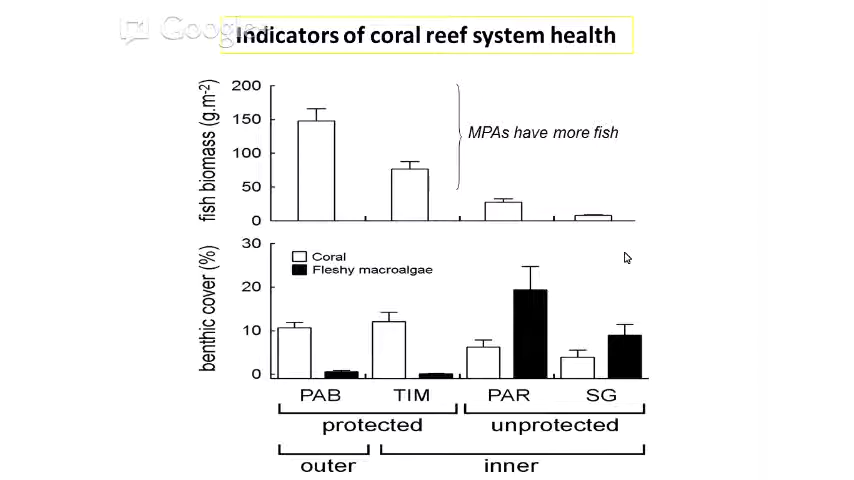 Google
Indicators of coral reef system health
fish biomass (g.m-2)
200
150
100
50
0
MPAs have more fish
benthic cover (%)
30
20
10
0
Coral
Fleshy macroalgae
PAB TIM PAR SG
protected unprotected
outer inner